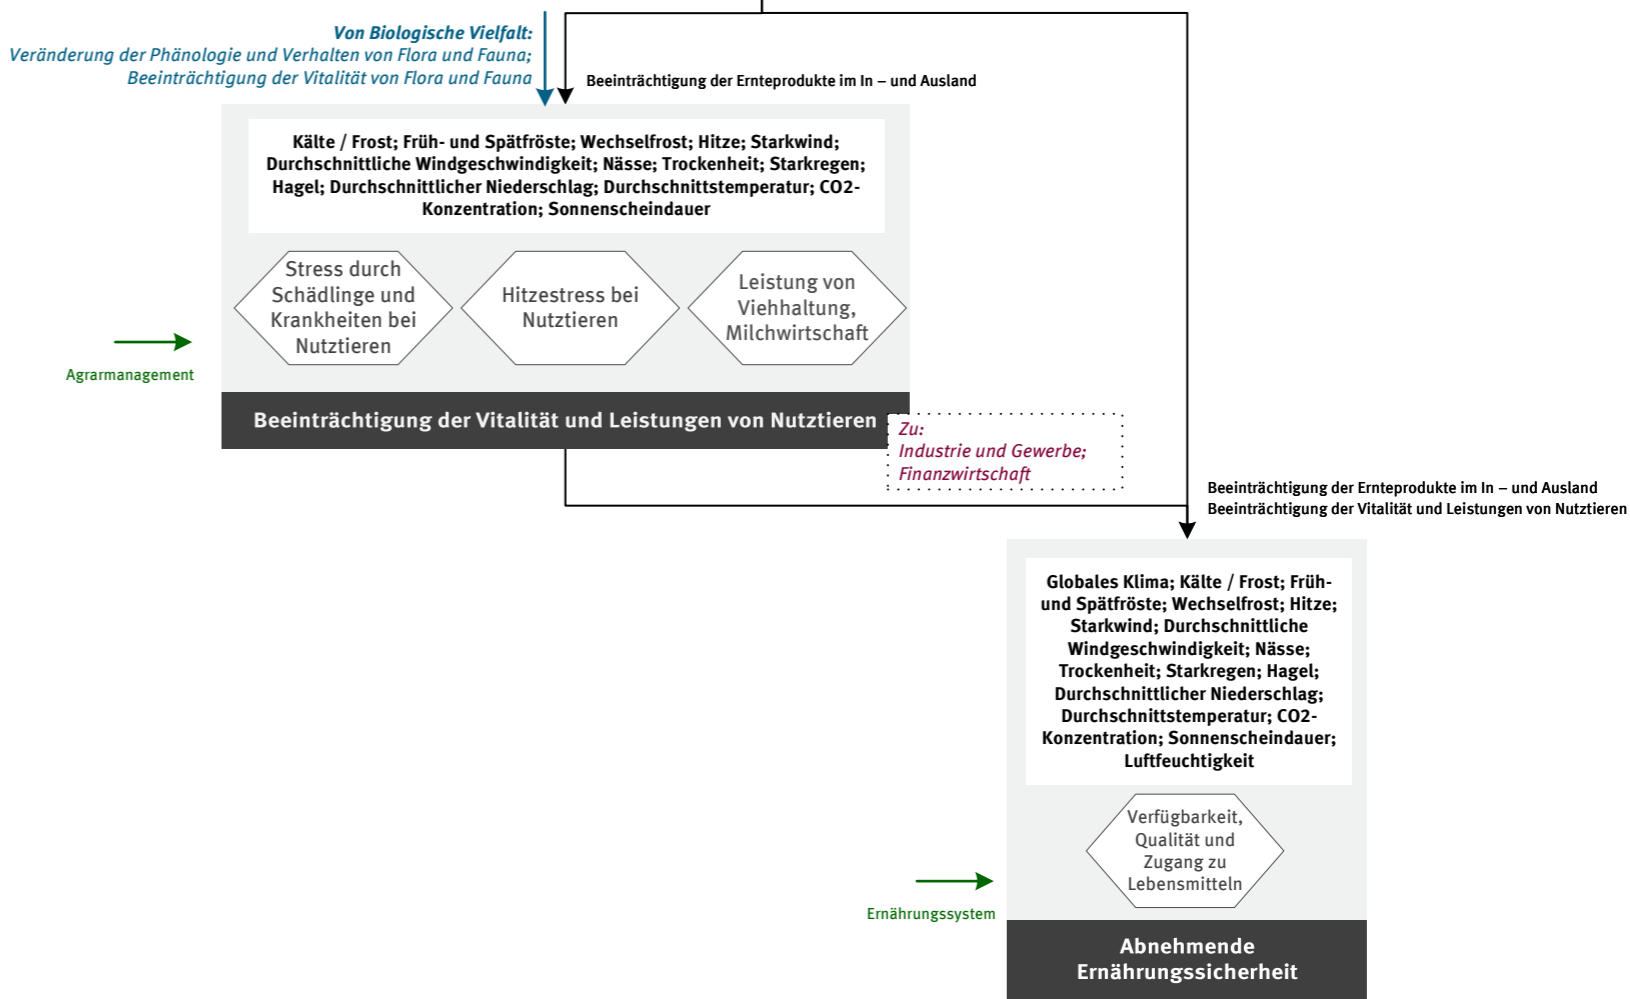 Von Biologische Vielfalt:
Veränderung der Phänologie und Verhalten von Flora und Fauna;
Beeinträchtigung der Vitalität von Flora und Fauna
Beeinträchtigung der Ernteprodukte im In – und Ausland
Kälte / Frost; Früh- und Spätfröste; Wechselfrost; Hitze; Starkwind;
Durchschnittliche Windgeschwindigkeit; Nässe; Trockenheit; Starkregen;
Hagel; Durchschnittlicher Niederschlag; Durchschnittstemperatur; CO2-
Konzentration; Sonnenscheindauer
Stress durch
Schädlinge und
Krankheiten bei
Nutztieren
Hitzestress bei
Nutztieren
Leistung von
Viehhaltung,
Milchwirtschaft
Agrarmanagement
Beeinträchtigung der Vitalität und Leistungen von Nutztieren
Zu:
Industrie und Gewerbe;
Finanzwirtschaft
Beeinträchtigung der Ernteprodukte im In – und Ausland
Beeinträchtigung der Vitalität und Leistungen von Nutztieren
Globales Klima; Kälte / Frost; Früh-
und Spätfröste; Wechselfrost; Hitze;
Starkwind; Durchschnittliche
Windgeschwindigkeit; Nässe;
Trockenheit; Starkregen; Hagel;
Durchschnittlicher Niederschlag;
Durchschnittstemperatur; CO2-
Konzentration; Sonnenscheindauer;
Luftfeuchtigkeit
Verfügbarkeit,
Qualität und
Zugang zu
Lebensmitteln
Ernährungssystem
Abnehmende
Ernährungssicherheit